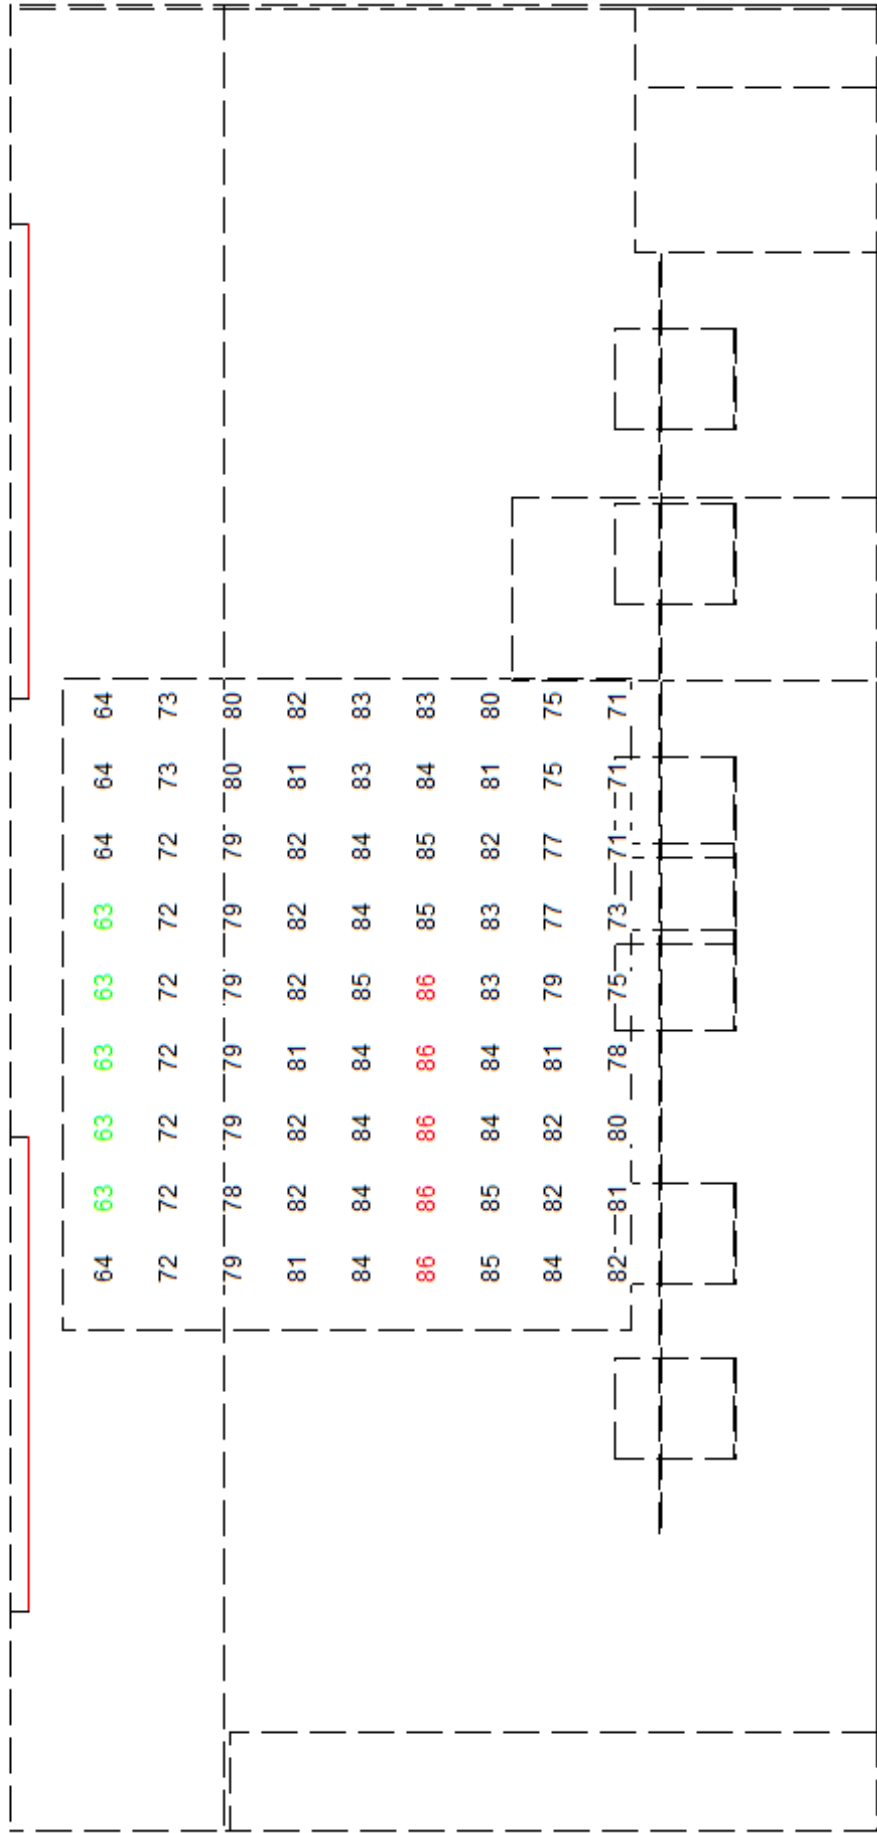 64 63 63 63 63 63 64 64 64
72 72 72 72 72 72 72 73 73
79 78 79 79 79 79 79 80 80
81 82 82 81 82 82 82 81 82
84 84 84 84 85 84 84 83 83
86 86 86 86 86 85 85 84 83
85 85 84 84 83 83 82 81 80
84 82 82 81 79 77 77 75 75
82 81 80 78 75 73 71 71 71